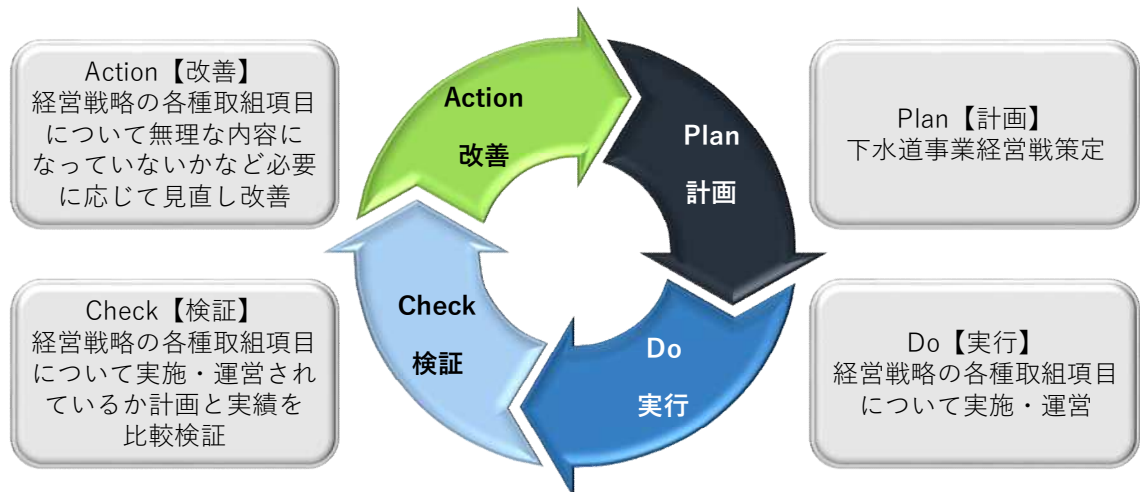 Action【改善】
経営戦略の各種取組項目
について無理な内容に
なっていないかなど必要
に応じて見直し改善
Action
改善
Plan
計画
Plan【計画】
下水道事業経営戦策定
Check【検証】
経営戦略の各種取組項目
について実施・運営され
ているか計画と実績を
比較検証
Check
検証
Do
実行
Do【実行】
経営戦略の各種取組項目
について実施・運営